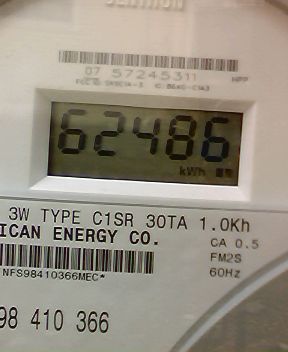 07 57245311
62486
kWh
3W TYPE C1SR 30TA 1.0Kh
ICAN ENERGY CO.
CA 0.5
FM2S
60Hz
NFS98410366MEC*
98 410 366